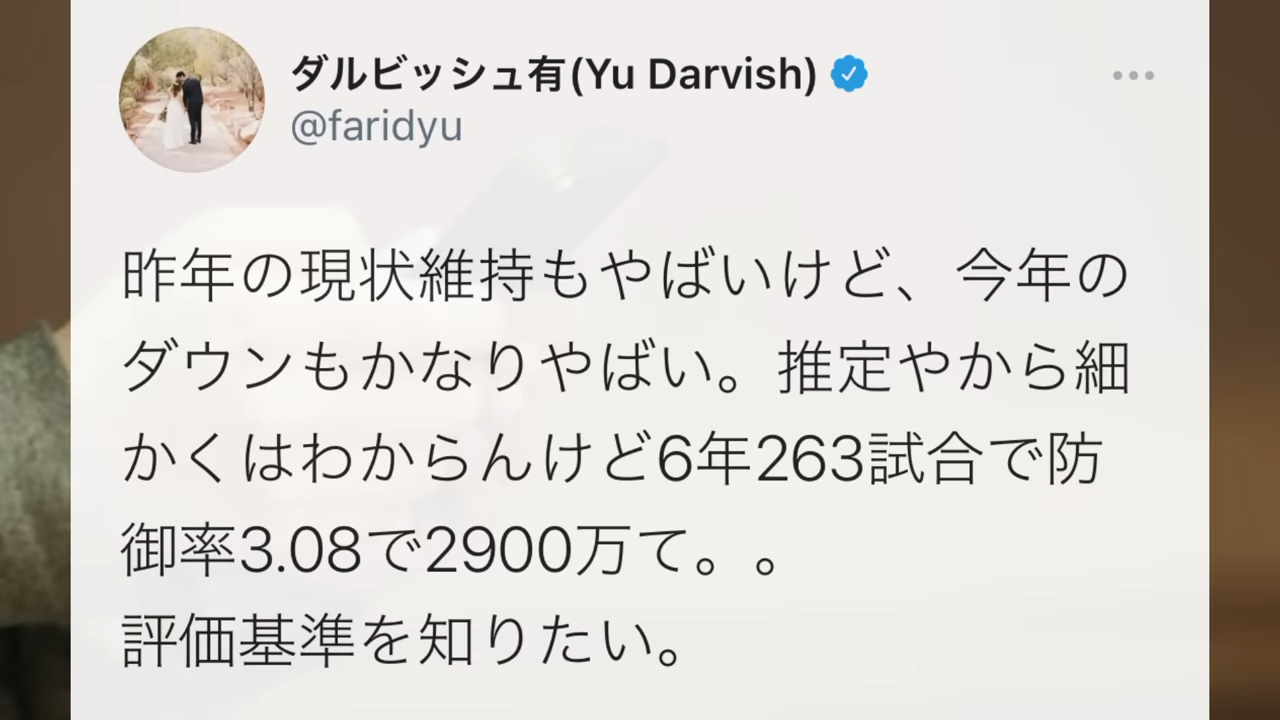 ダルビッシュ有(Yu Darvish)
@faridyu
昨年の現状維持もやばいけど、今年の
ダウンもかなりやばい。推定やから細
かくはわからんけど6年263試合で防
御率3.08で2900万て。。
評価基準を知りたい。